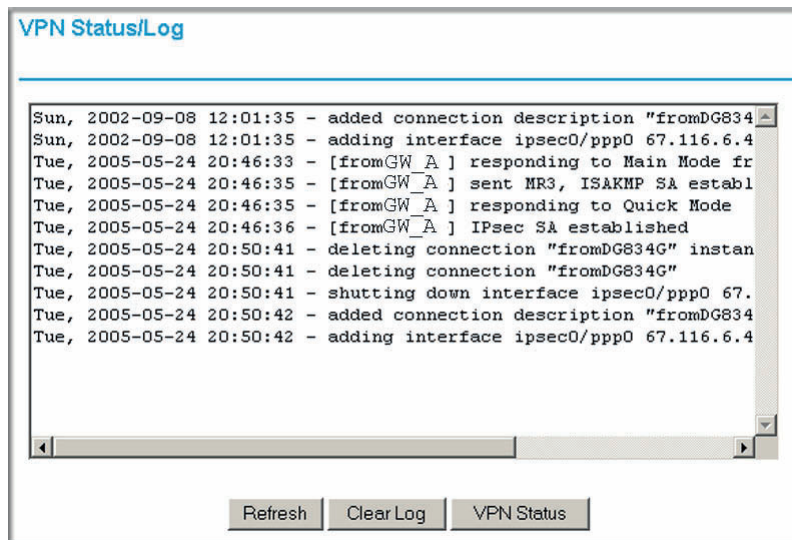 VPN Status/Log
Sun, 2002-09-08 12:01:35 - added connection description "fromDG834
Sun, 2002-09-08 12:01:35 - adding interface ipsec0/ppp0 67.116.6.4
Tue, 2005-05-24 20:46:33 - [fromGW_A ] responding to Main Mode fr
Tue, 2005-05-24 20:46:35 - [fromGW_A ] sent MR3, ISAKMP SA establ
Tue, 2005-05-24 20:46:35 - [fromGW_A ] responding to Quick Mode
Tue, 2005-05-24 20:46:36 - [fromGW_A ] IPsec SA established
Tue, 2005-05-24 20:50:41 - deleting connection "fromDG834G" instan
Tue, 2005-05-24 20:50:41 - deleting connection "fromDG834G"
Tue, 2005-05-24 20:50:41 - shutting down interface ipsec0/ppp0 67.
Tue, 2005-05-24 20:50:42 - added connection description "fromDG834
Tue, 2005-05-24 20:50:42 - adding interface ipsec0/ppp0 67.116.6.4
Refresh Clear Log VPN Status